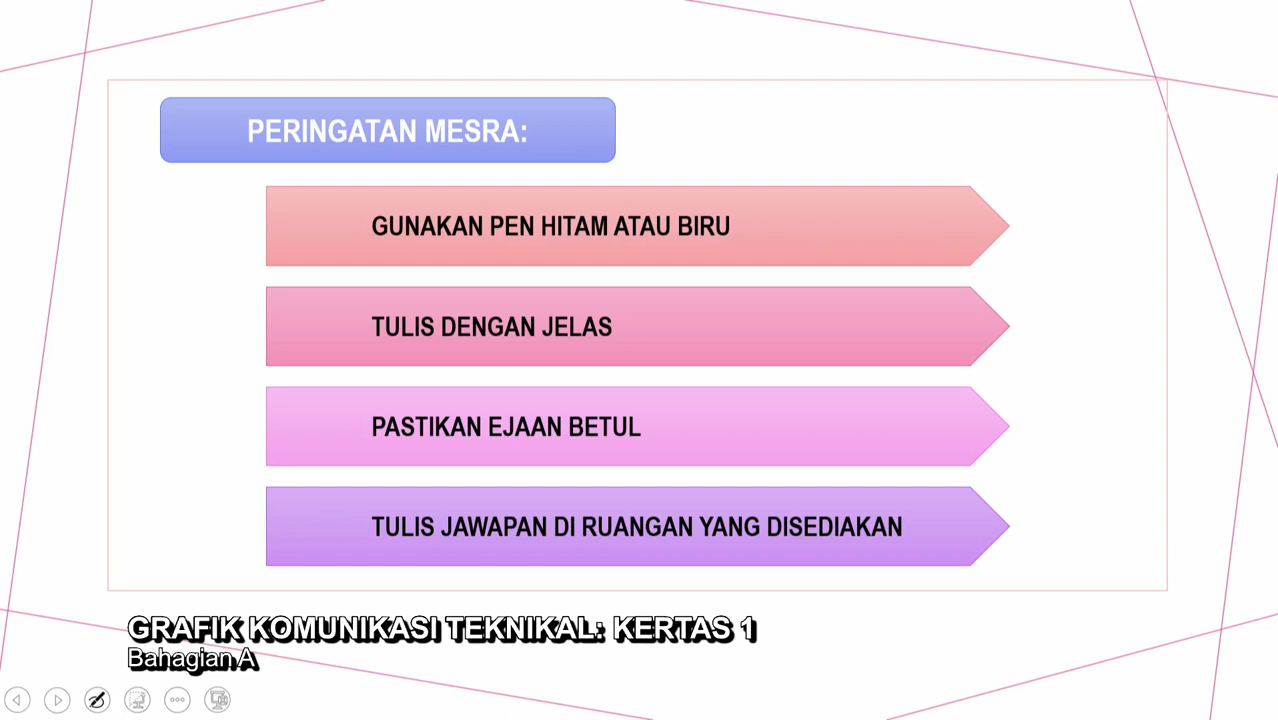 PERINGATAN MESRA:
GUNAKAN PEN HITAM ATAU BIRU
TULIS DENGAN JELAS
PASTIKAN EJAAN BETUL
TULIS JAWAPAN DI RUANGAN YANG DISEDIAKAN
GRAFIK KOMUNIKASI TEKNIKAL: KERTAS 1
Bahagian A